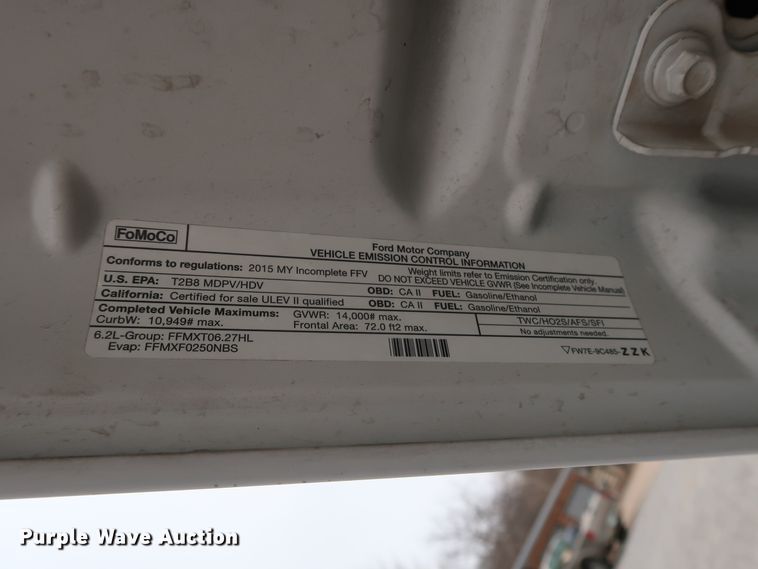 FoMoCo
Ford Motor Company
VEHICLE EMISSION CONTROL INFORMATION
Conforms to regulations: 2015 MY Incomplete FFV
Weight limits refer to Emission Certification only.
DO NOT EXCEED VEHICLE GVWR (See Incomplete Vehicle Manual)
U.S. EPA: T2B8 MDPV/HDV OBD: CA II FUEL: Gasoline/Ethanol
California: Certified for sale ULEV II qualified OBD: CA II FUEL: Gasoline/Ethanol
Completed Vehicle Maximums: GVWR: 14,000# max.
CurbW: 10,949# max. Frontal Area: 72.0 ft2 max.
TWC/HO2S/AFS/SFI
No adjustments needed.
6.2L-Group: FFMXT06.27HL
Evap: FFMXF0250NBS
▽FW7E-9C485-ZZK
Purple Wave Auction